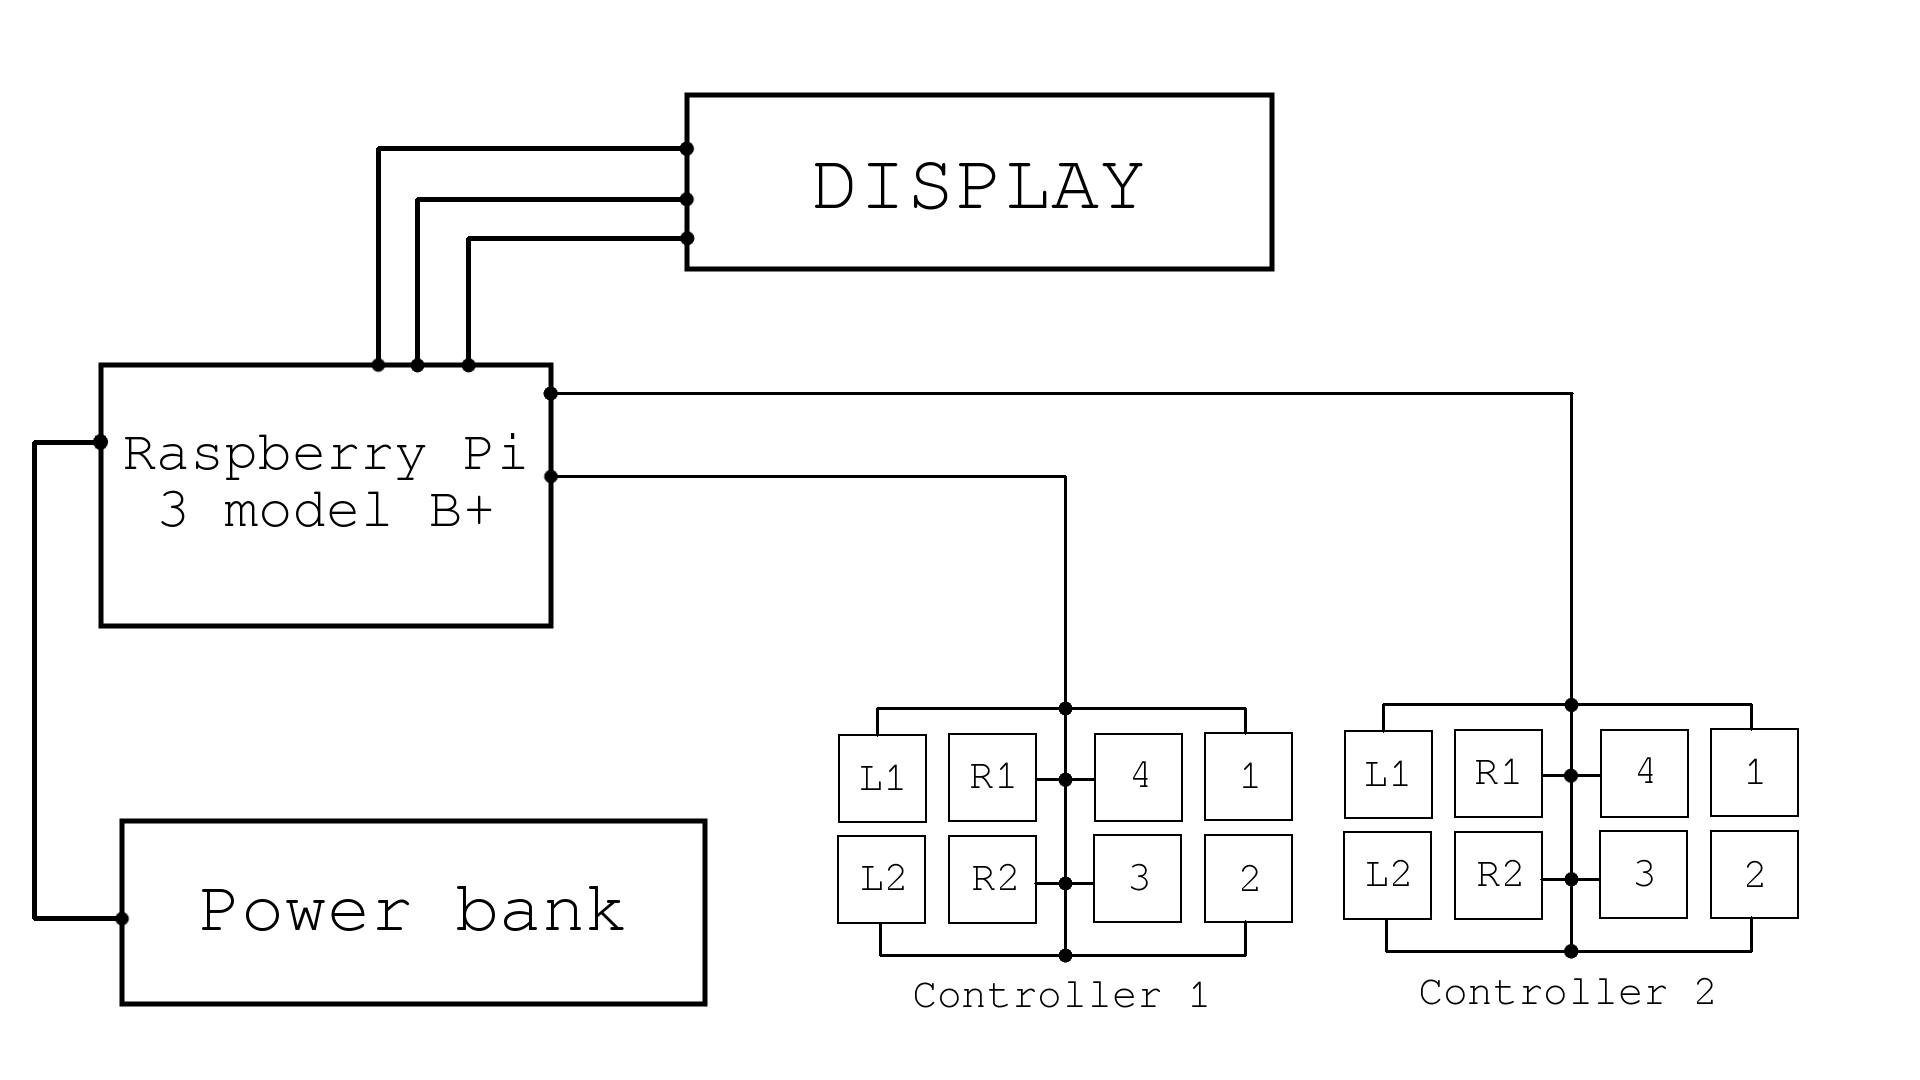 DISPLAY
Raspberry Pi
3 model B+
Power bank
L1 R1 4 1
L2 R2 3 2
Controller 1
L1 R1 4 1
L2 R2 3 2
Controller 2